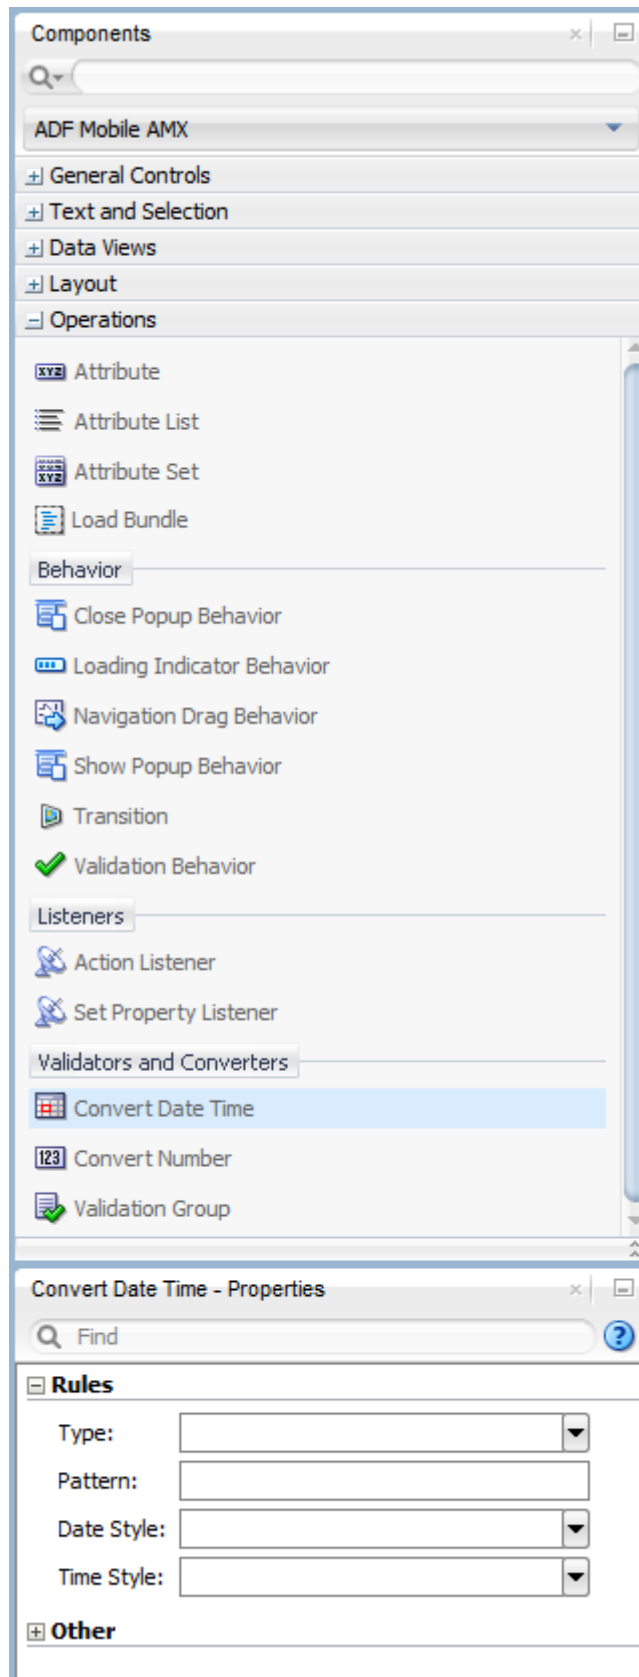 Components
ADF Mobile AMX
General Controls
Text and Selection
Data Views
Layout
Operations
XYZ Attribute
Attribute List
XYZ Attribute Set
Load Bundle
Behavior
Close Popup Behavior
Loading Indicator Behavior
Navigation Drag Behavior
Show Popup Behavior
Transition
Validation Behavior
Listeners
Action Listener
Set Property Listener
Validators and Converters
Convert Date Time
123 Convert Number
Validation Group
Convert Date Time - Properties
Find ?
Rules
Type:
Pattern:
Date Style:
Time Style:
Other